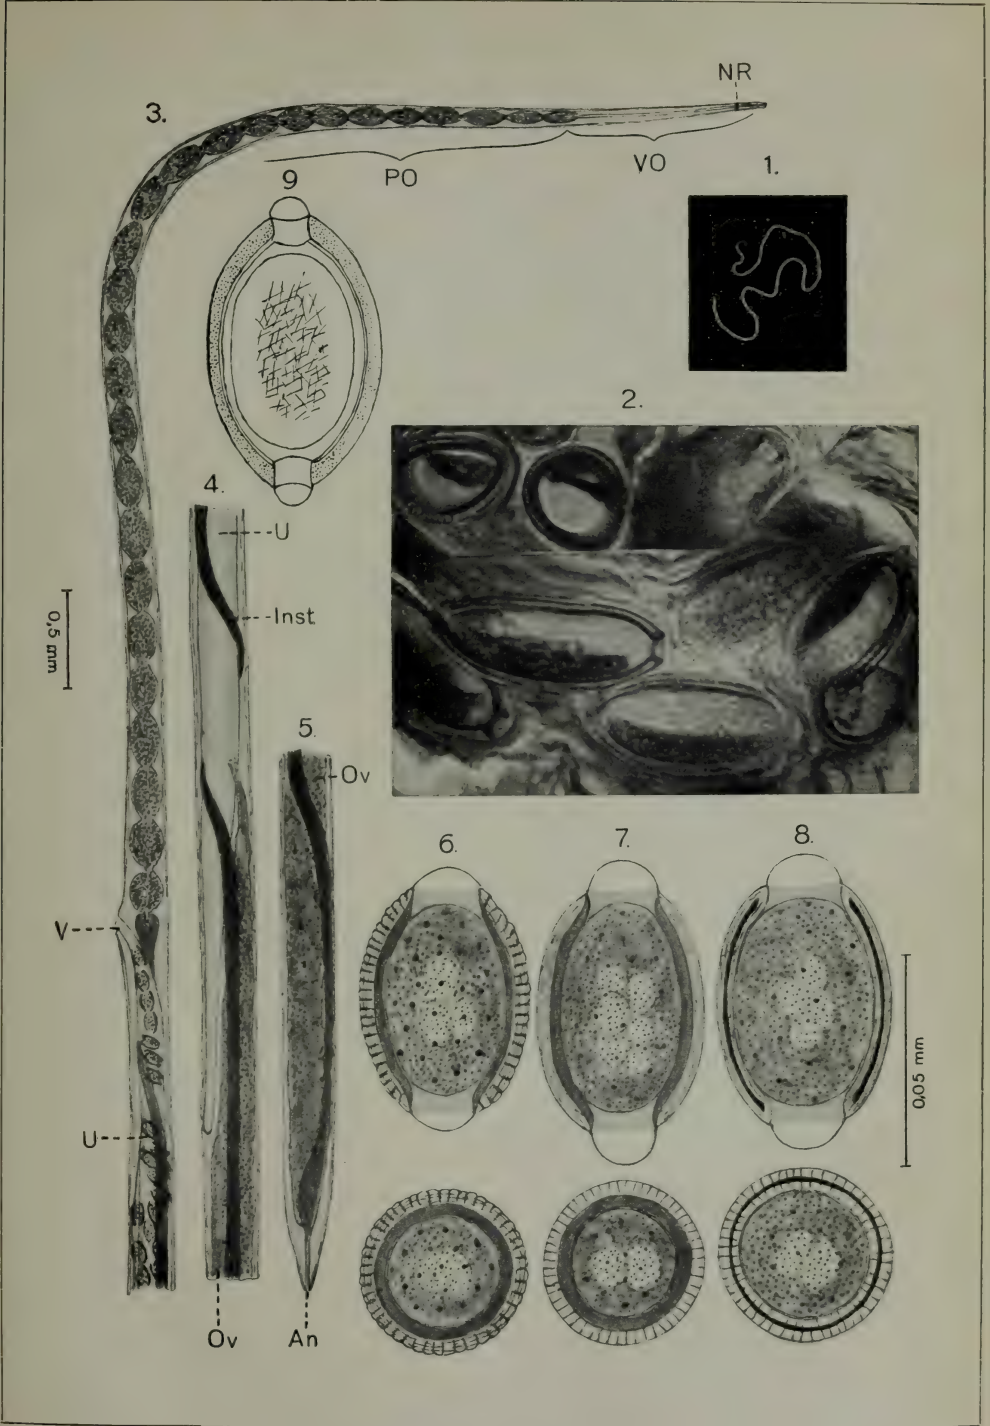 NR
3.
VO
1.
PO
9
2.
4.
U
Inst.
0,5 mm
5.
Ov
6.
7.
8.
V
0,05 mm
U
Ov
An